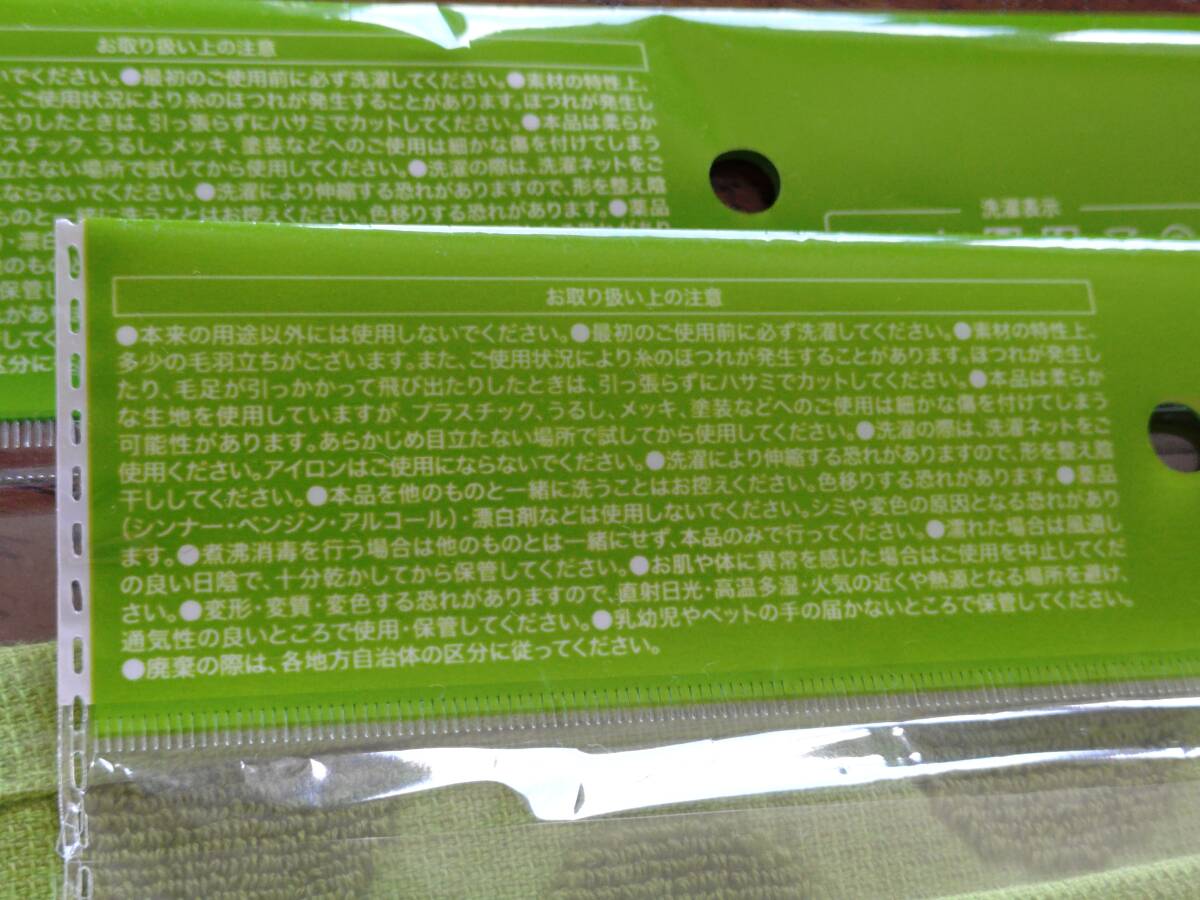 お取り扱い上の注意
いでください。●最初のご使用前に必ず洗濯してください。●素材の特性上、
、ご使用状況により糸のほつれが発生することがあります。ほつれが発生し
たりしたときは、引っ張らずにハサミでカットしてください。●本品は柔らか
スチック、うるし、メッキ、塗装などへのご使用は細かな傷を付けてしまう
立たない場所で試してから使用してください。●洗濯の際は、洗濯ネットをご
ならないでください。●洗濯により伸縮する恐れがありますので、形を整え陰
ことはお控えください。色移りする恐れがあります。●薬品
洗濯表示
お取り扱い上の注意
●本来の用途以外には使用しないでください。●最初のご使用前に必ず洗濯してください。●素材の特性上、
多少の毛羽立ちがございます。また、ご使用状況により糸のほつれが発生することがあります。ほつれが発生し
たり、毛足が引っかかって飛び出たりしたときは、引っ張らずにハサミでカットしてください。●本品は柔らか
な生地を使用していますが、プラスチック、うるし、メッキ、塗装などへのご使用は細かな傷を付けてしまう
可能性があります。あらかじめ目立たない場所で試してから使用してください。●洗濯の際は、洗濯ネットをご
使用ください。アイロンはご使用にならないでください。●洗濯により伸縮する恐れがありますので、形を整え陰
干ししてください。●本品を他のものと一緒に洗うことはお控えください。色移りする恐れがあります。●薬品
(シンナー・ベンジン・アルコール)・漂白剤などは使用しないでください。シミや変色の原因となる恐れがあり
ます。●煮沸消毒を行う場合は他のものとは一緒にせず、本品のみで行ってください。●濡れた場合は風通し
の良い日陰で、十分乾かしてから保管してください。●お肌や体に異常を感じた場合はご使用を中止してくだ
さい。●変形・変質・変色する恐れがありますので、直射日光・高温多湿・火気の近くや熱源となる場所を避け、
通気性の良いところで使用・保管してください。●乳幼児やペットの手の届かないところで保管してください。
●廃棄の際は、各地方自治体の区分に従ってください。